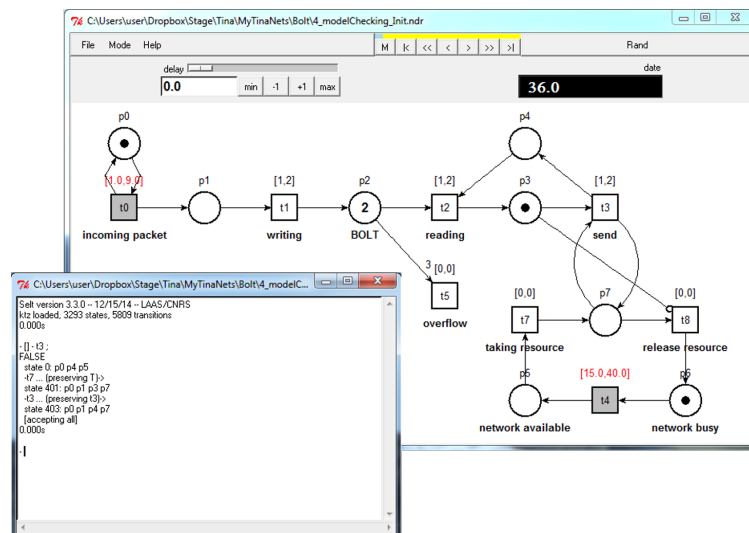 C:\Users\user\Dropbox\Stage\Tina\MyTinaNets\Bolt\4_modelChecking_Init.ndr
File Mode Help
M |< << < > >> >|
Rand
delay
date
0.0
min -1 +1 max
36.0
p0
p4
[1.0,9.0]
p1
[1,2]
p2
[1,2]
p3
[1,2]
t0
t1
2
t2
t3
incoming packet
writing
BOLT
reading
send
3 [0,0]
t5
overflow
[0,0]
p7
[0,0]
t7
t8
taking resource
release resource
p5
[15.0,40.0]
p6
t4
network available
network busy
C:\Users\user\Dropbox\Stage\Tina\MyTinaNets\Bolt\4_modelC...
Selt version 3.3.0 -- 12/15/14 -- LAAS/CNRS
ktz loaded, 3293 states, 5809 transitions
0.000s
- [] - t3 ;
FALSE
state 0: p0 p4 p5
-t7 ... (preserving T)->
state 401: p0 p1 p3 p7
-t3 ... (preserving t3)->
state 403: p0 p1 p4 p7
[accepting all]
0.000s
-